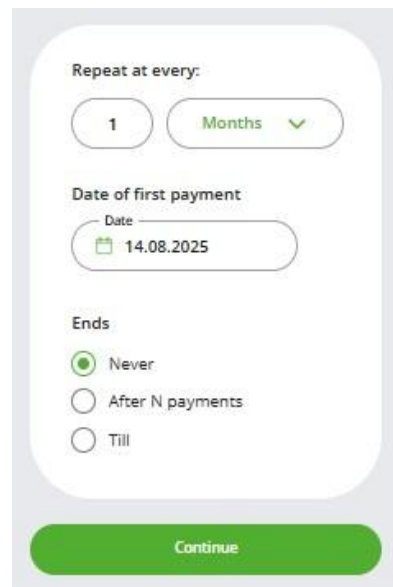 Repeat at every:
1 Months
Date of first payment
Date
14.08.2025
Ends
Never
After N payments
Till
Continue